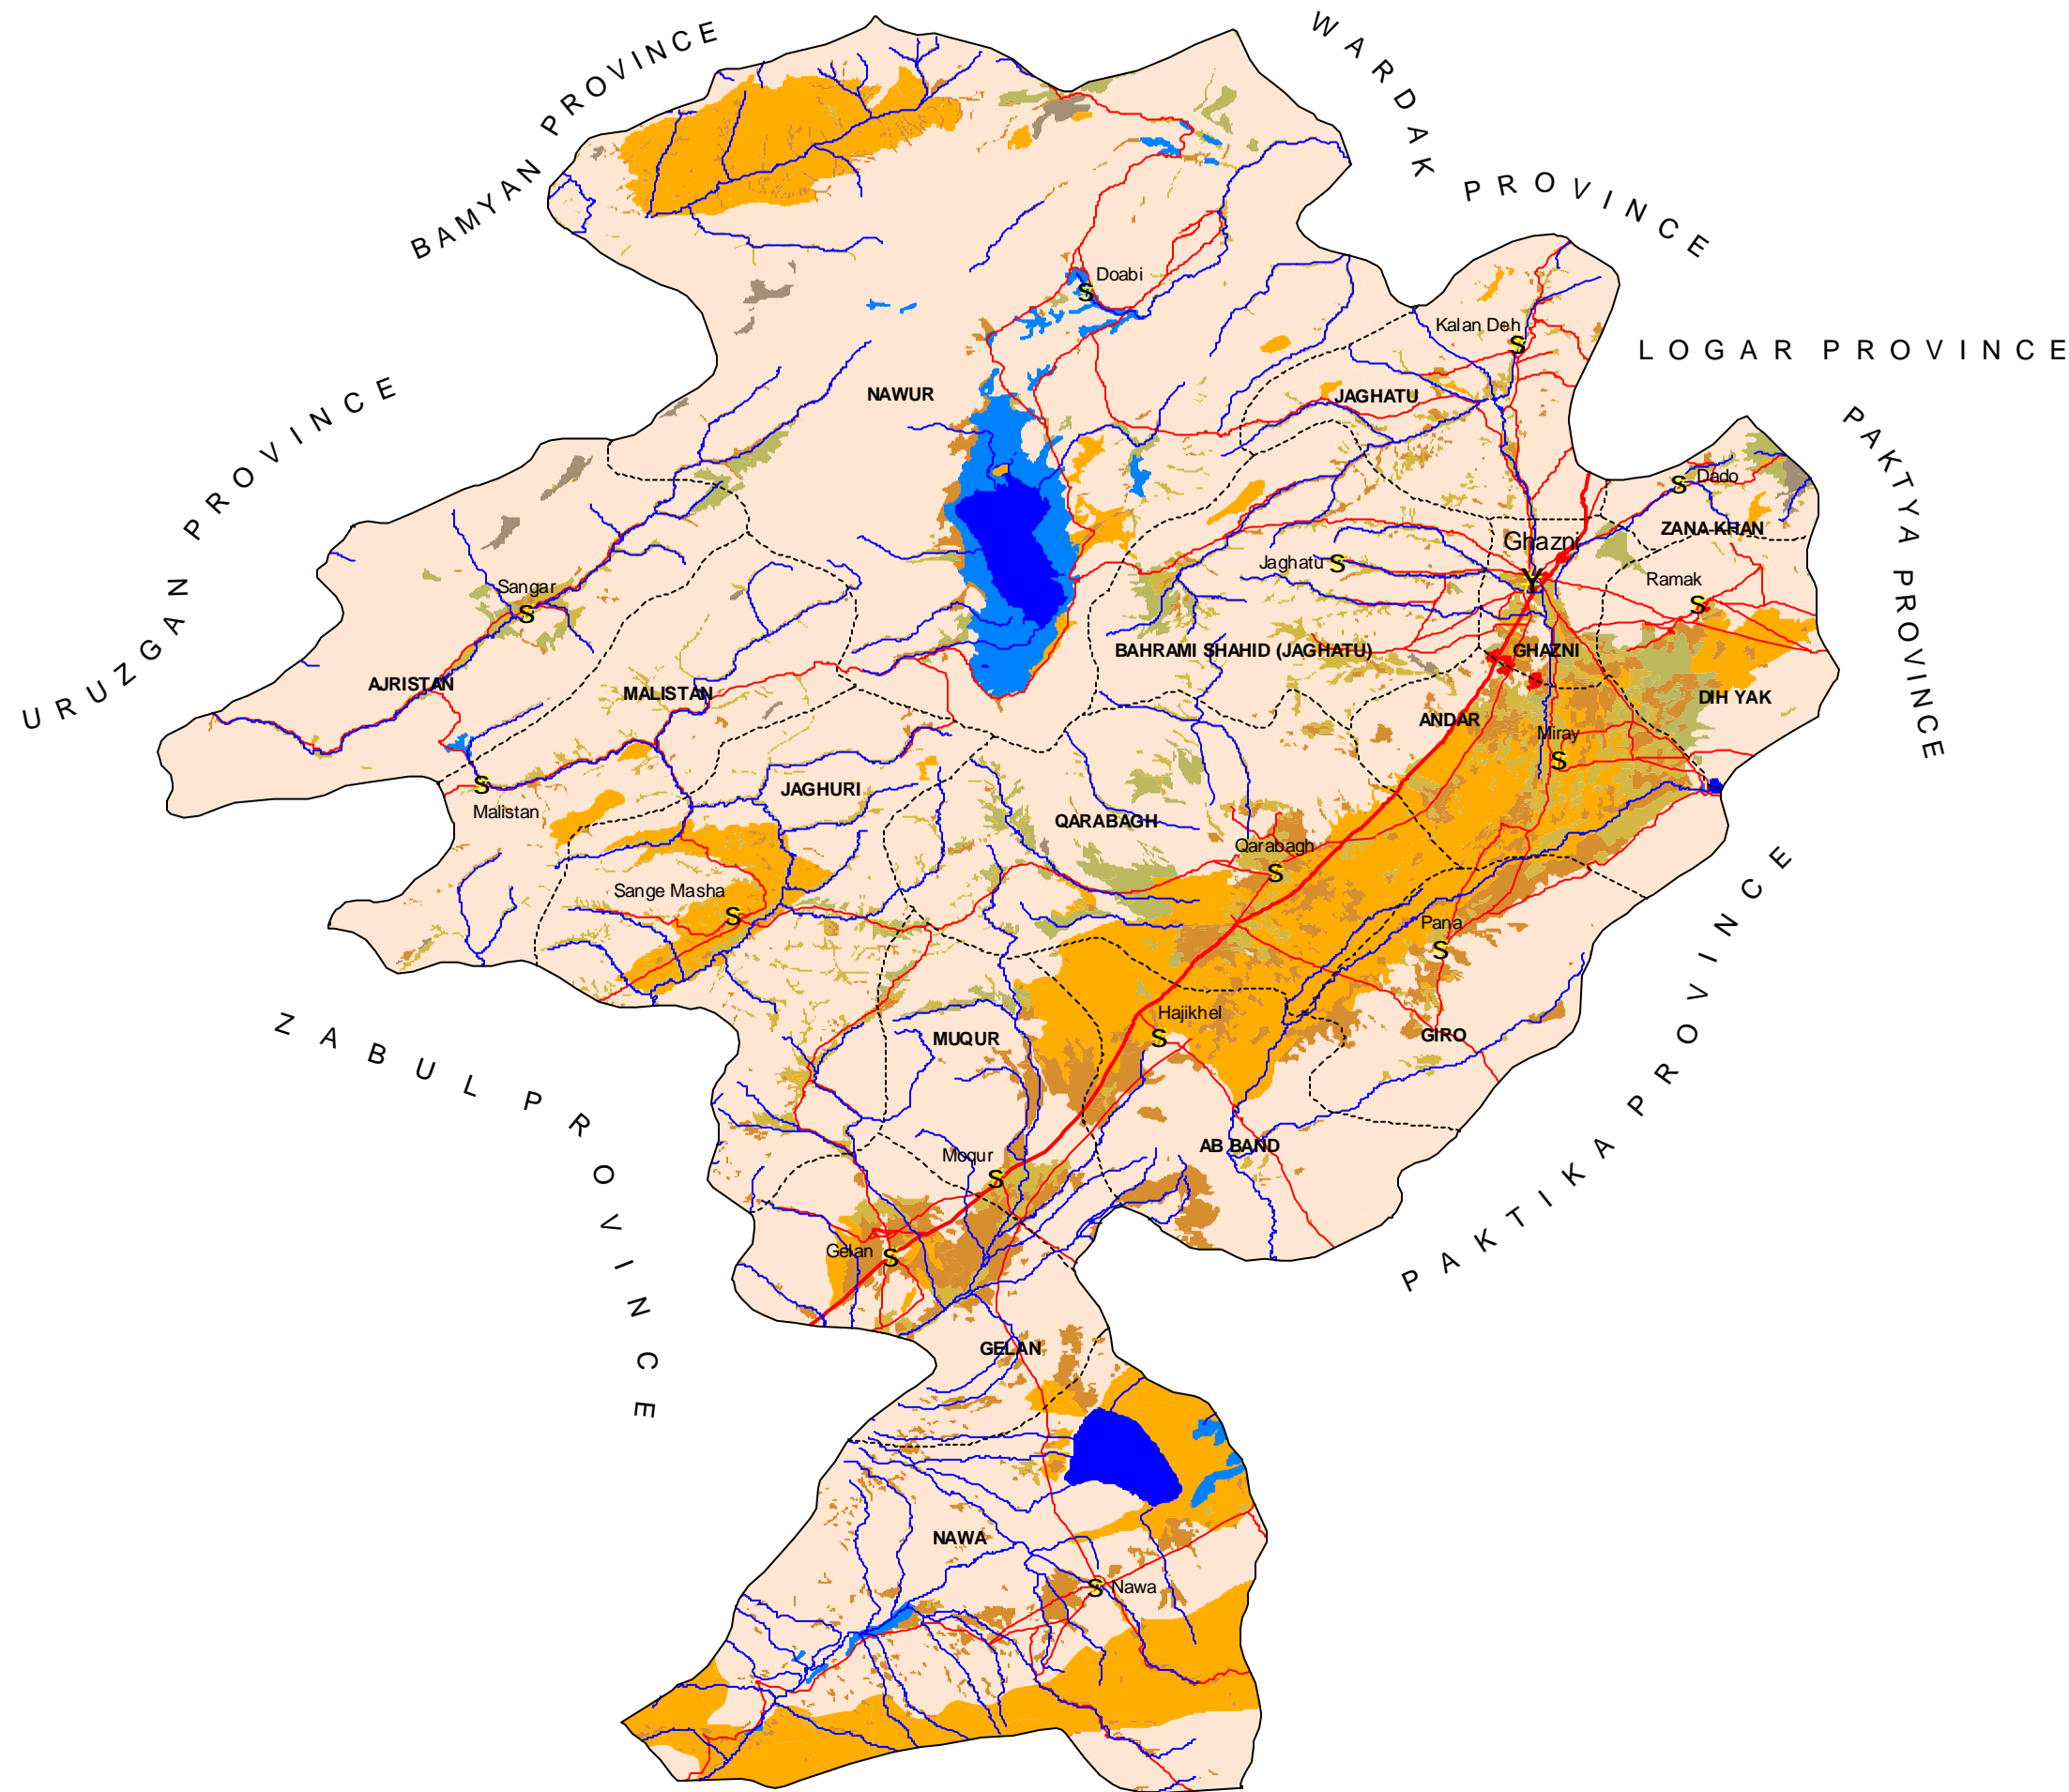 BAMYAN PROVINCE
WARDAK PROVINCE
LOGAR PROVINCE
PAKTYA PROVINCE
URUZGAN PROVINCE
ZABUL PROVINCE
PAKTIKA PROVINCE
Doabi
S
Kalan Deh
S
NAWUR
JAGHATU
Dado
S
ZANA KHAN
Ghazni
Y
Jaghatu
S
Ramak
S
Sangar
S
BAHRAMI SHAHID (JAGHATU)
GHAZNI
AJRISTAN
MALISTAN
DIH YAK
ANDAR
Miray
S
S
Malistan
JAGHURI
QARABAGH
Qarabagh
S
Sange Masha
S
Pana
S
Hajikhel
S
MUQUR
GIRO
AB BAND
Moqur
S
Gelan
S
GELAN
NAWA
S
Nawa